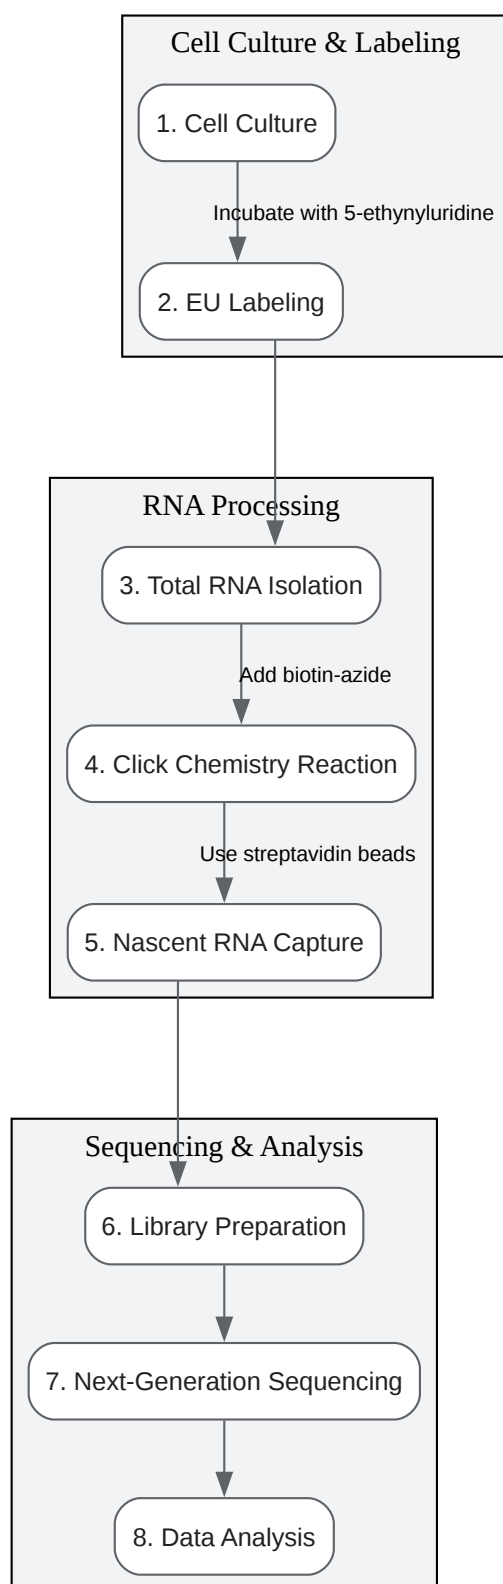 Cell Culture & Labeling
1. Cell Culture
Incubate with 5-ethynyluridine
2. EU Labeling
RNA Processing
3. Total RNA Isolation
Add biotin-azide
4. Click Chemistry Reaction
Use streptavidin beads
5. Nascent RNA Capture
Sequencing & Analysis
6. Library Preparation
7. Next-Generation Sequencing
8. Data Analysis